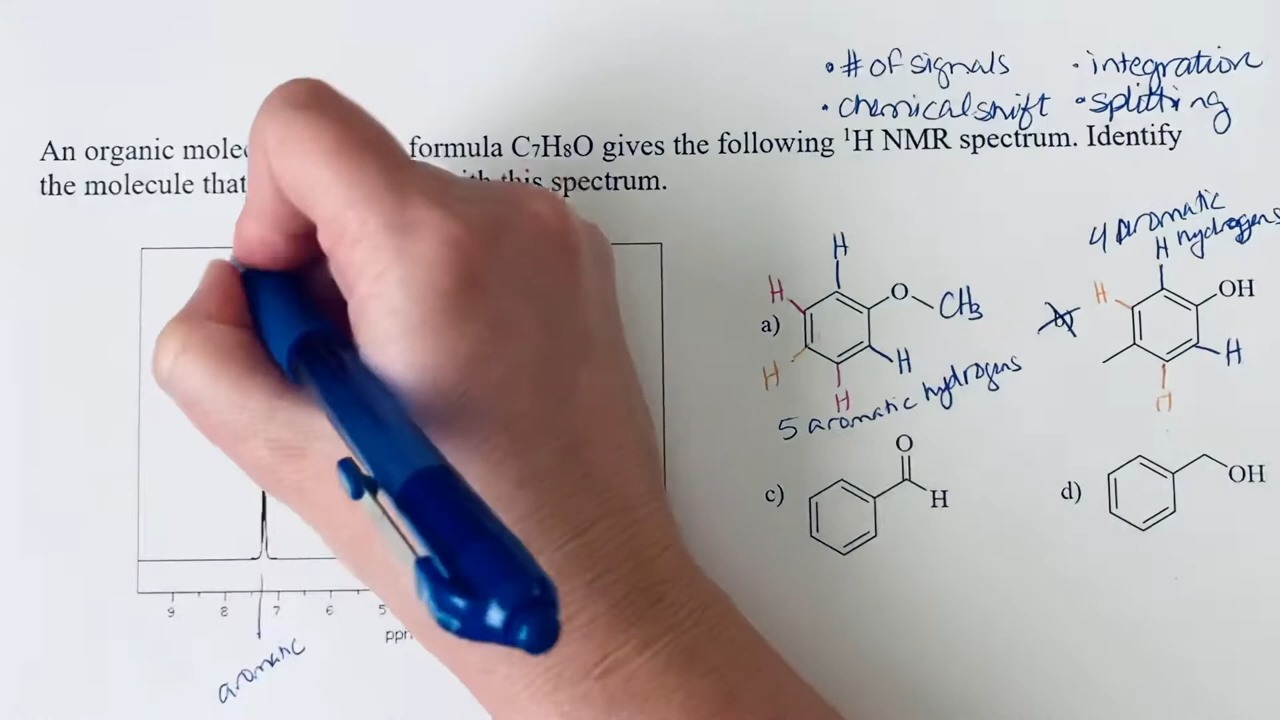 • # of signals • integration
• chemical shift • splitting
An organic molec formula C₇H₈O gives the following ¹H NMR spectrum. Identify
the molecule that with this spectrum.
4 aromatic
hydrogens
H
H
H
OH
O
CH₃
a)
b)
H
H
H
H
H
5 aromatic hydrogens
O
c)
H
d)
OH
9 8 7 6 5
ppm
aromatic